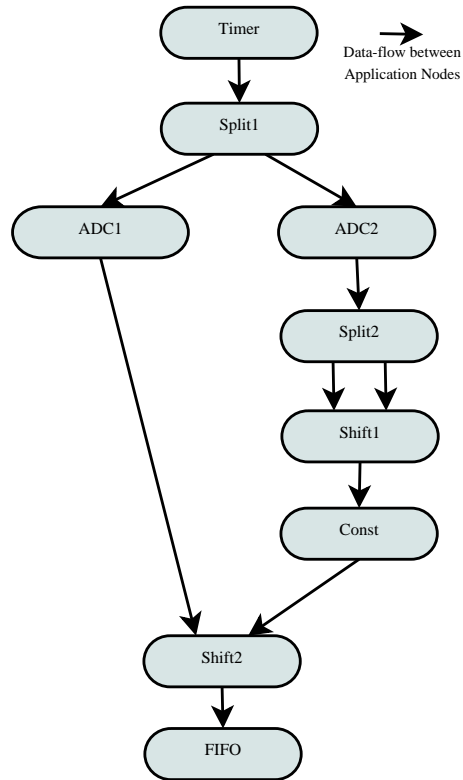 Timer
Data-flow between
Application Nodes
Split1
ADC1
ADC2
Split2
Shift1
Const
Shift2
FIFO